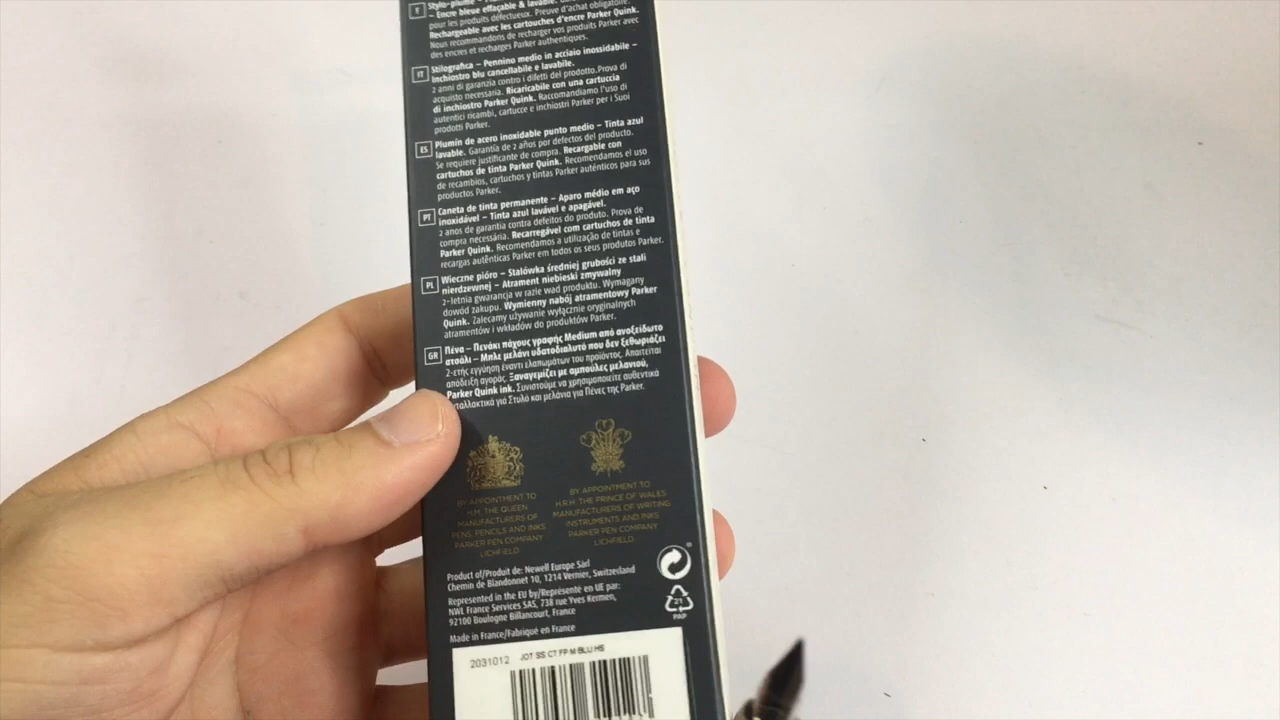 F Stylo-plume –
– Encre bleue effaçable & lavable.
pour les produits défectueux. Preuve d'achat obligatoire.
Rechargeable avec les cartouches d'encre Parker Quink.
Nous recommandons de recharger vos produits Parker avec
des encres et recharges Parker authentiques.
IT Stilografica – Pennino medio in acciaio inossidabile –
Inchiostro blu cancellabile e lavabile.
2 anni di garanzia contro i difetti del prodotto.Prova di
acquisto necessaria. Ricaricabile con una cartuccia
di inchiostro Parker Quink. Raccomandiamo l'uso di
autentici ricambi, cartucce e inchiostri Parker per i Suoi
prodotti Parker.
ES Plumín de acero inoxidable punto medio – Tinta azul
lavable. Garantía de 2 años por defectos del producto.
Se requiere justificante de compra. Recargable con
cartuchos de tinta Parker Quink. Recomendamos el uso
de recambios, cartuchos y tintas Parker auténticos para sus
productos Parker.
PT Caneta de tinta permanente – Aparo médio em aço
inoxidável – Tinta azul lavável e apagável.
2 anos de garantia contra defeitos do produto. Prova de
compra necessária. Recarregável com cartuchos de tinta
Parker Quink. Recomendamos a utilização de tintas e
recargas autênticas Parker em todos os seus produtos Parker.
PL Wieczne pióro – Stalówka średniej grubości ze stali
nierdzewnej – Atrament niebieski zmywalny
2-letnia gwarancja w razie wad produktu. Wymagany
dowód zakupu. Wymienny nabój atramentowy Parker
Quink. Zalecamy używanie wyłącznie oryginalnych
atramentów i wkładów do produktów Parker.
GR Πένα – Πενάκι πάχους γραφής Medium από ανοξείδωτο
ατσάλι – Μπλε μελάνι υδατοδιαλυτό που δεν ξεθωριάζει
2-ετής εγγύηση έναντι ελαττωμάτων του προϊόντος. Απαιτείται
απόδειξη αγοράς. Ξαναγεμίζει με αμπούλες μελανιού,
Parker Quink ink. Συνιστούμε να χρησιμοποιείτε αυθεντικά
νταλλακτικά για Στυλό και μελάνια για Πένες της Parker.
BY APPOINTMENT TO
H.M. THE QUEEN
MANUFACTURERS OF
PENS, PENCILS AND INKS
PARKER PEN COMPANY
LICHFIELD
BY APPOINTMENT TO
H.R.H. THE PRINCE OF WALES
MANUFACTURERS OF WRITING
INSTRUMENTS AND INKS
PARKER PEN COMPANY
LICHFIELD
Product of/Produit de: Newell Europe Sàrl
Chemin de Blandonnet 10, 1214 Vernier, Switzerland
Represented in the EU by/Représenté en UE par:
NWL France Services SAS, 738 rue Yves Kermen,
92100 Boulogne Billancourt, France
Made in France/Fabriqué en France
21
PAP
2031012 JOT SS CT FP M BLU HS